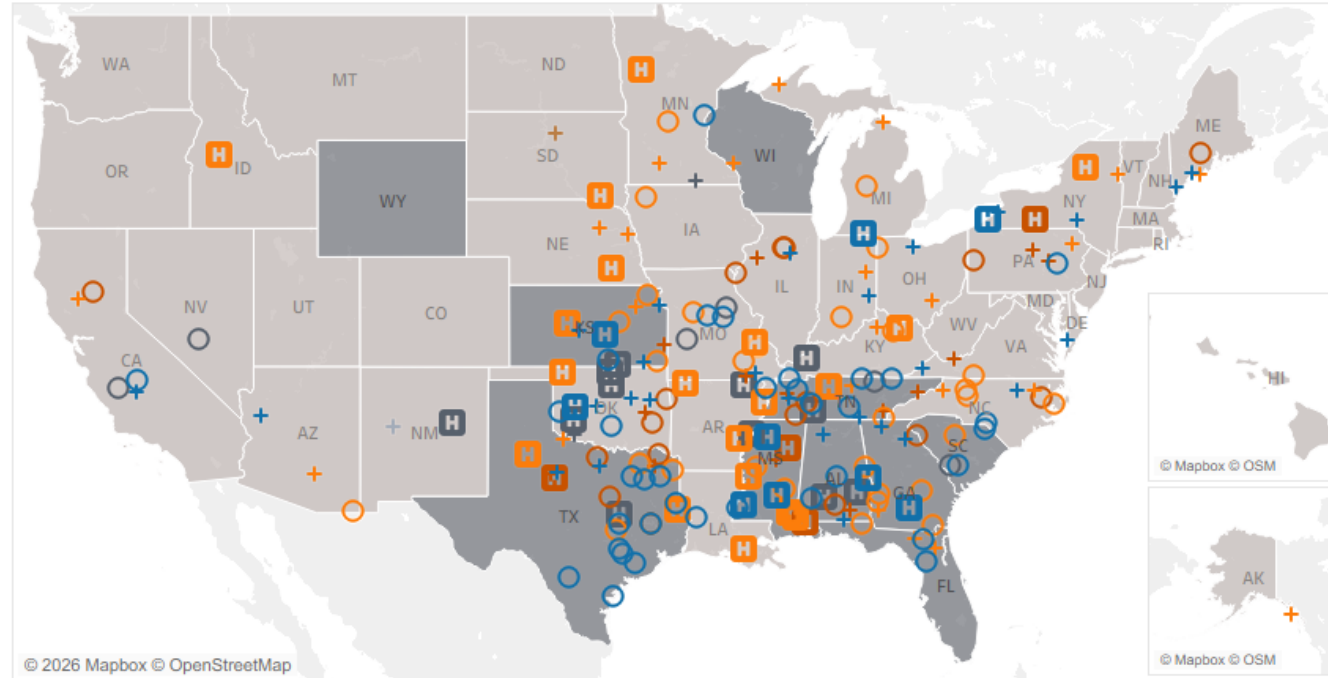 WA
MT
ND
MN
ME
OR
ID
SD
WI
VT
NH
WY
MI
NY
MA
IA
RI
NE
PA
NV
UT
IL
IN
OH
NJ
CO
MD
DE
KS
MO
WV
CA
KY
VA
HI
OK
TN
NC
AZ
NM
AR
SC
MS
AL
GA
TX
LA
AK
FL
H
© Mapbox © OSM
© 2026 Mapbox © OpenStreetMap
© Mapbox © OSM